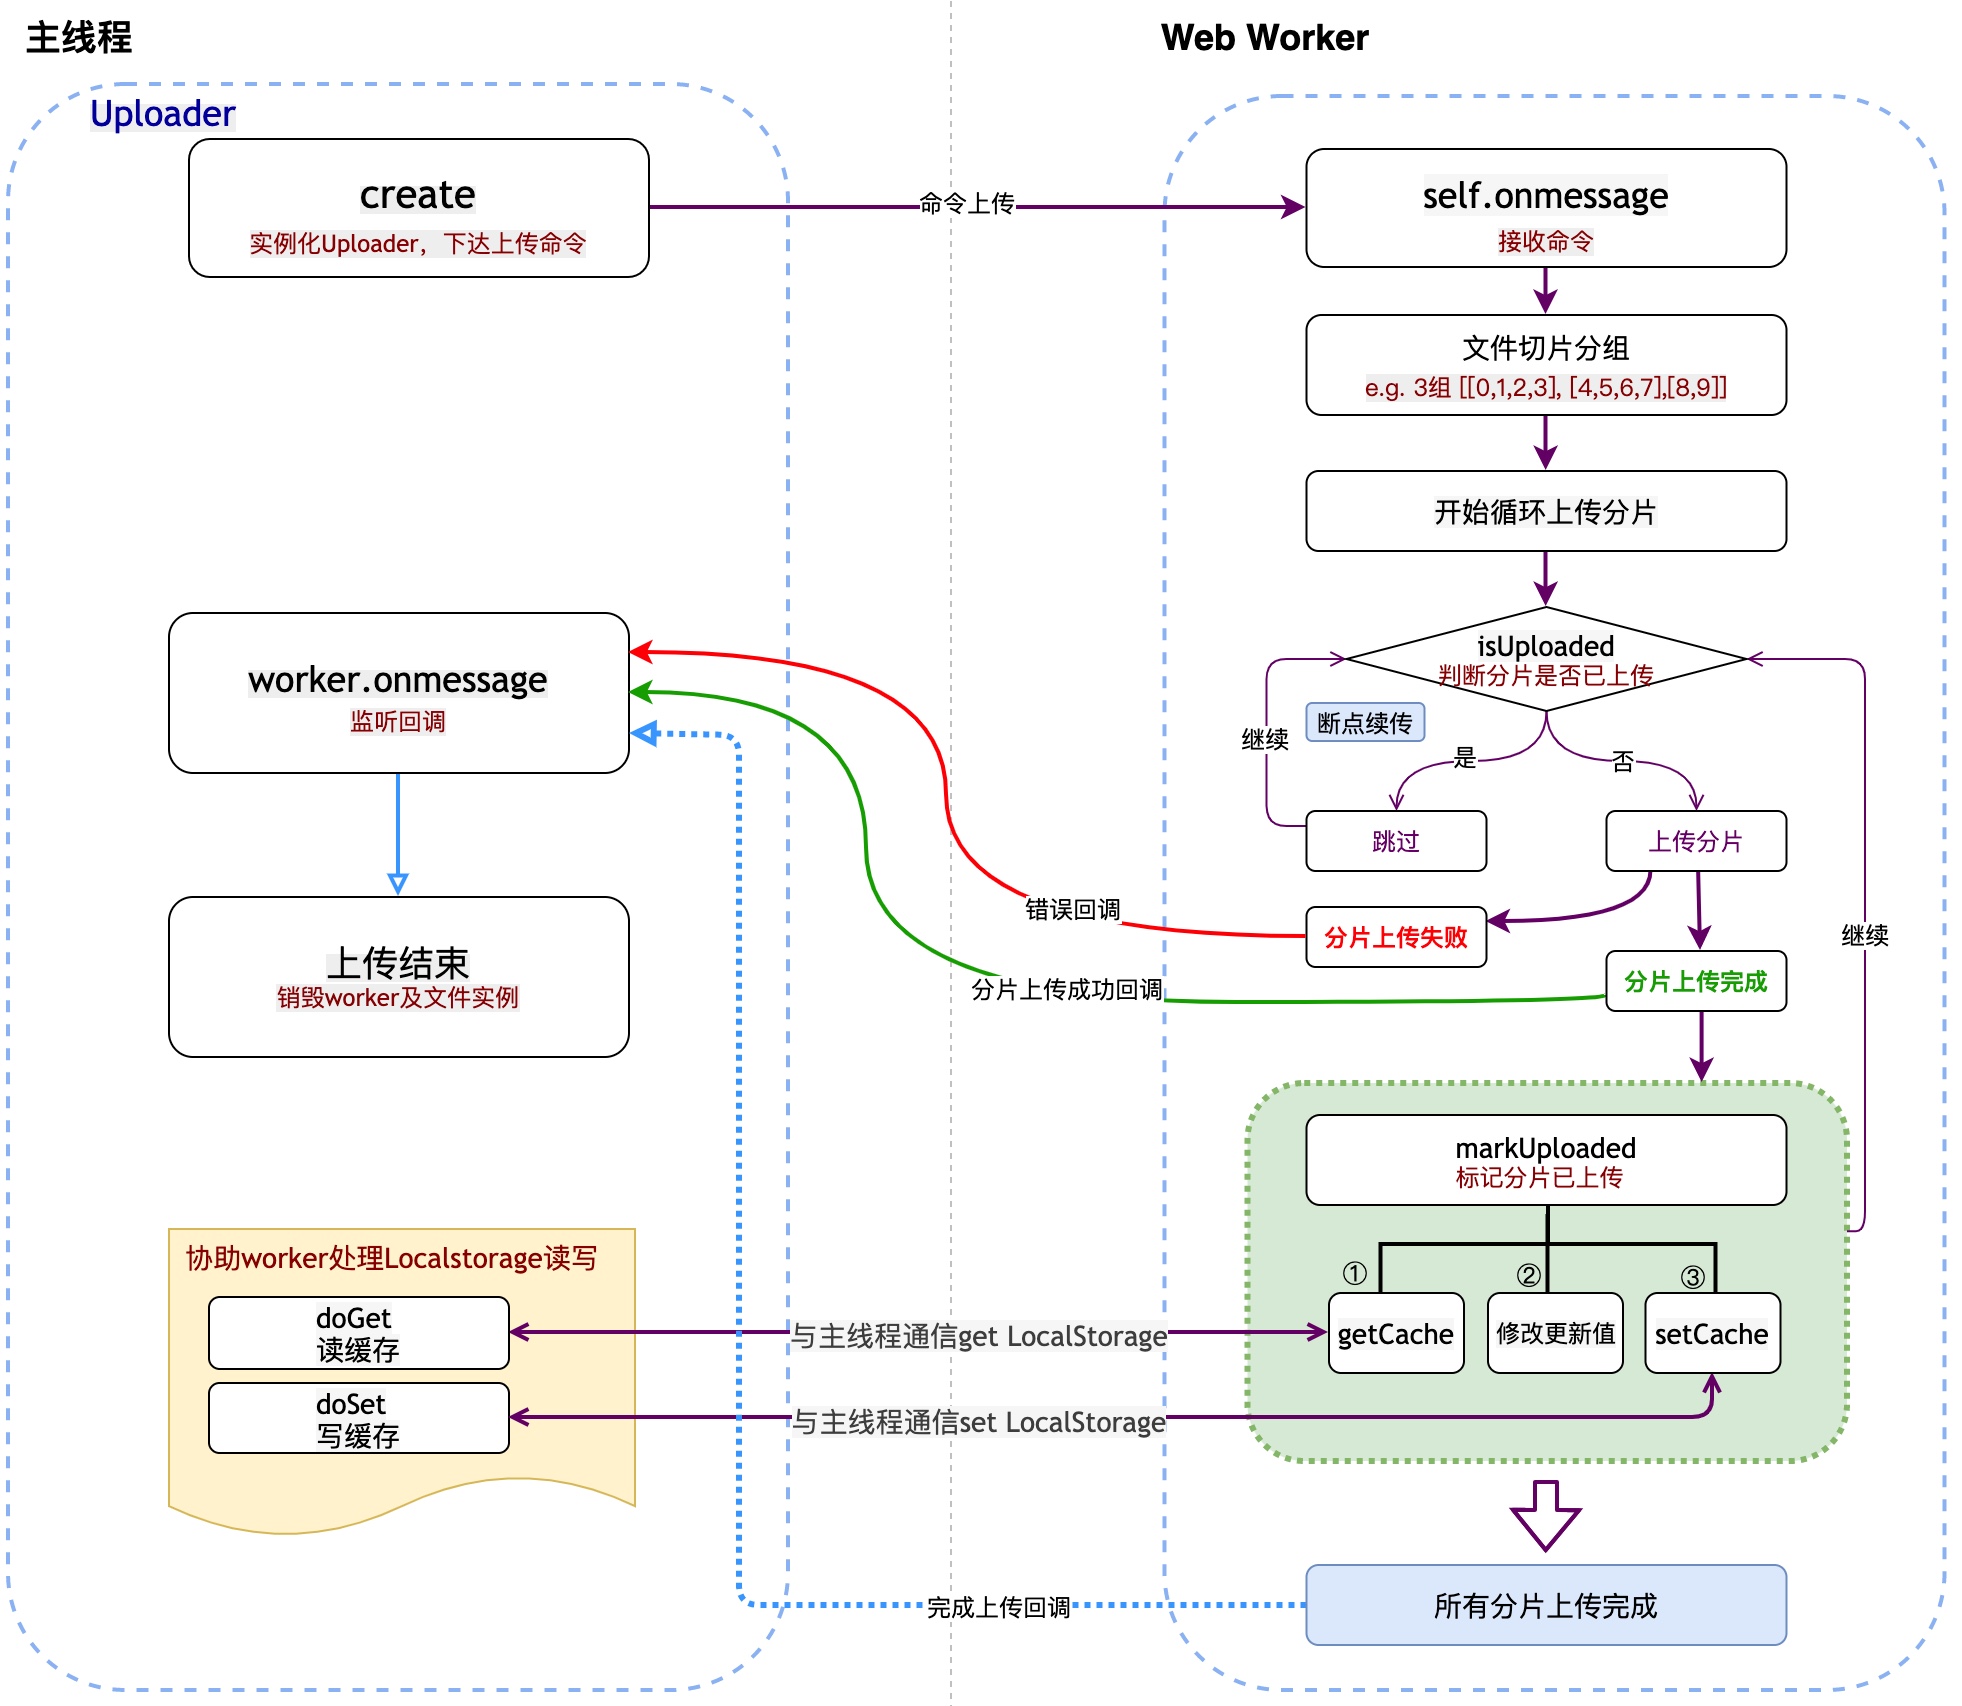 主线程
Uploader
create
实例化Uploader，下达上传命令
worker.onmessage
监听回调
上传结束
销毁worker及文件实例
协助worker处理Localstorage读写
doGet
读缓存
doSet
写缓存
命令上传
错误回调
分片上传成功回调
与主线程通信get LocalStorage
与主线程通信set LocalStorage
完成上传回调
Web Worker
self.onmessage
接收命令
文件切片分组
e.g. 3组 [[0,1,2,3], [4,5,6,7],[8,9]]
开始循环上传分片
isUploaded
判断分片是否已上传
断点续传
继续
是
否
跳过
上传分片
分片上传失败
继续
分片上传完成
markUploaded
标记分片已上传
①
②
③
getCache
修改更新值
setCache
所有分片上传完成